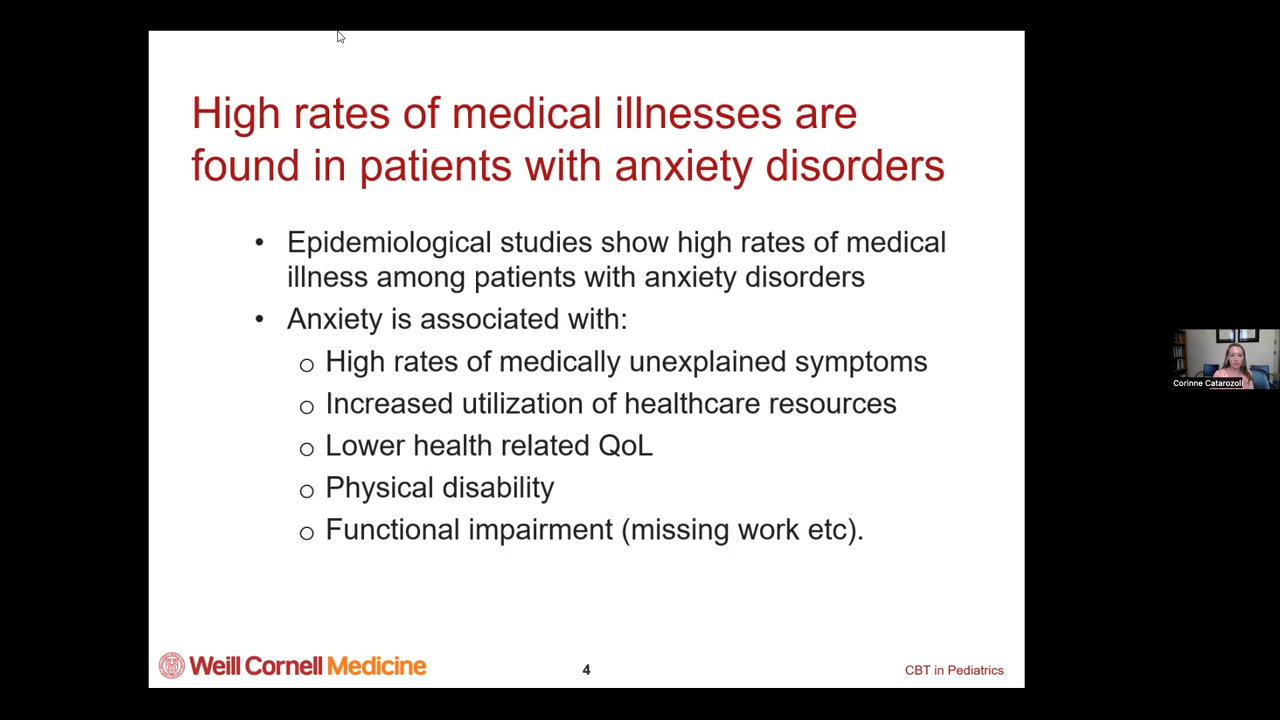 High rates of medical illnesses are
found in patients with anxiety disorders
• Epidemiological studies show high rates of medical
illness among patients with anxiety disorders
• Anxiety is associated with:
o High rates of medically unexplained symptoms
o Increased utilization of healthcare resources
o Lower health related QoL
o Physical disability
o Functional impairment (missing work etc).
Corinne Catarozoli
Weill Cornell Medicine
4
CBT in Pediatrics